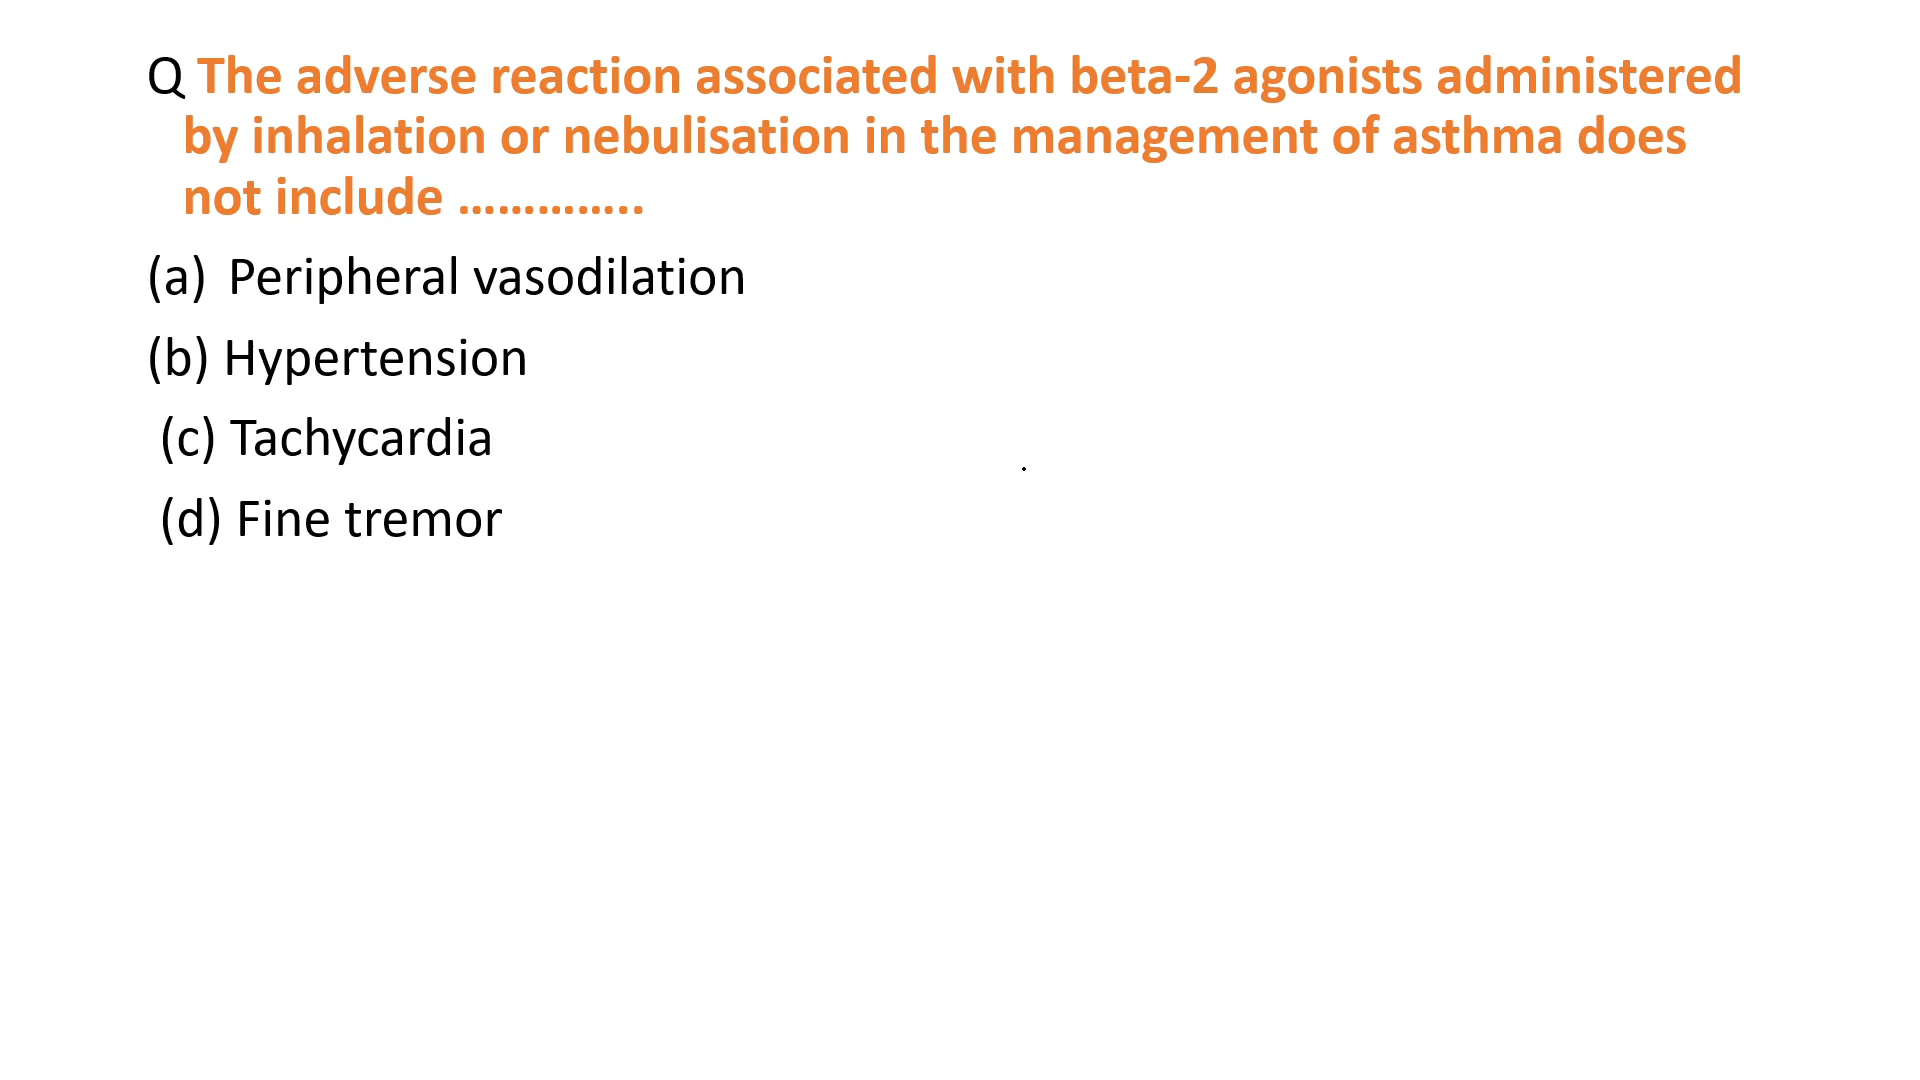 Q The adverse reaction associated with beta-2 agonists administered
by inhalation or nebulisation in the management of asthma does
not include …………..
(a) Peripheral vasodilation
(b) Hypertension
(c) Tachycardia
(d) Fine tremor